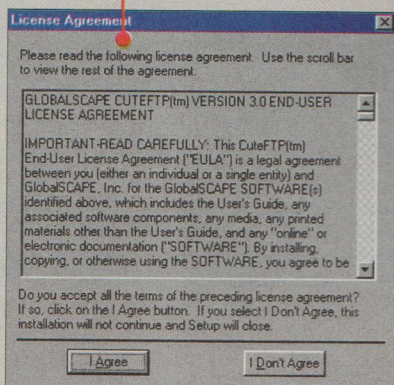 License Agreement
Please read the following license agreement. Use the scroll bar
to view the rest of the agreement.
GLOBALSCAPE CUTEFTP(tm) VERSION 3.0 END-USER
LICENSE AGREEMENT
IMPORTANT-READ CAREFULLY: This CuteFTP(tm)
End-User License Agreement ("EULA") is a legal agreement
between you (either an individual or a single entity) and
GlobalSCAPE, Inc. for the GlobalSCAPE SOFTWARE(s)
identified above, which includes the User's Guide, any
associated software components, any media, any printed
materials other than the User's Guide, and any "online" or
electronic documentation ("SOFTWARE"). By installing,
copying, or otherwise using the SOFTWARE, you agree to be
Do you accept all the terms of the preceding license agreement?
If so, click on the I Agree button. If you select I Don't Agree, this
installation will not continue and Setup will close.
I Agree
I Don't Agree